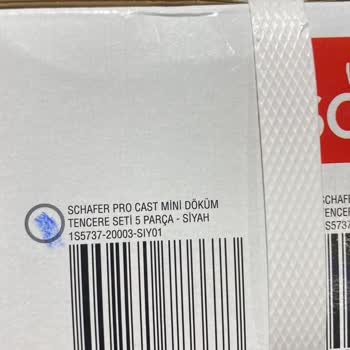 SCHAFER PRO CAST MİNİ DÖKÜM
TENCERE SETİ 5 PARÇA - SİYAH
1S5737-20003-SIY01